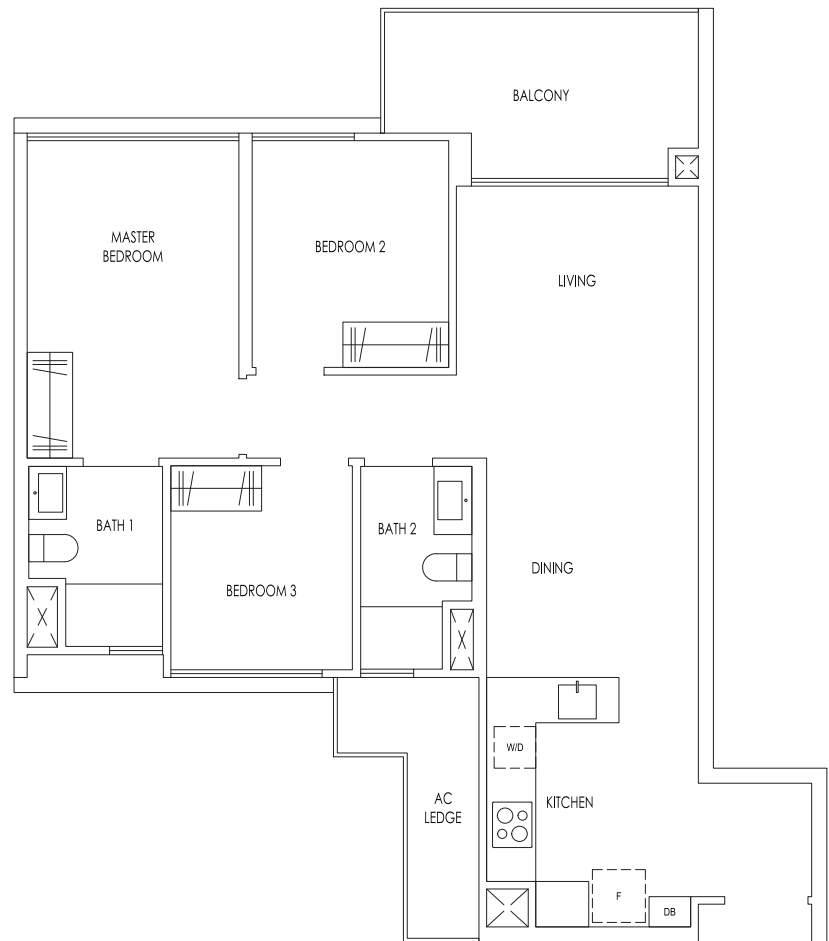 BALCONY
MASTER
BEDROOM
BEDROOM 2
LIVING
BATH 1
BATH 2
BEDROOM 3
DINING
W/D
AC
LEDGE
KITCHEN
F
DB